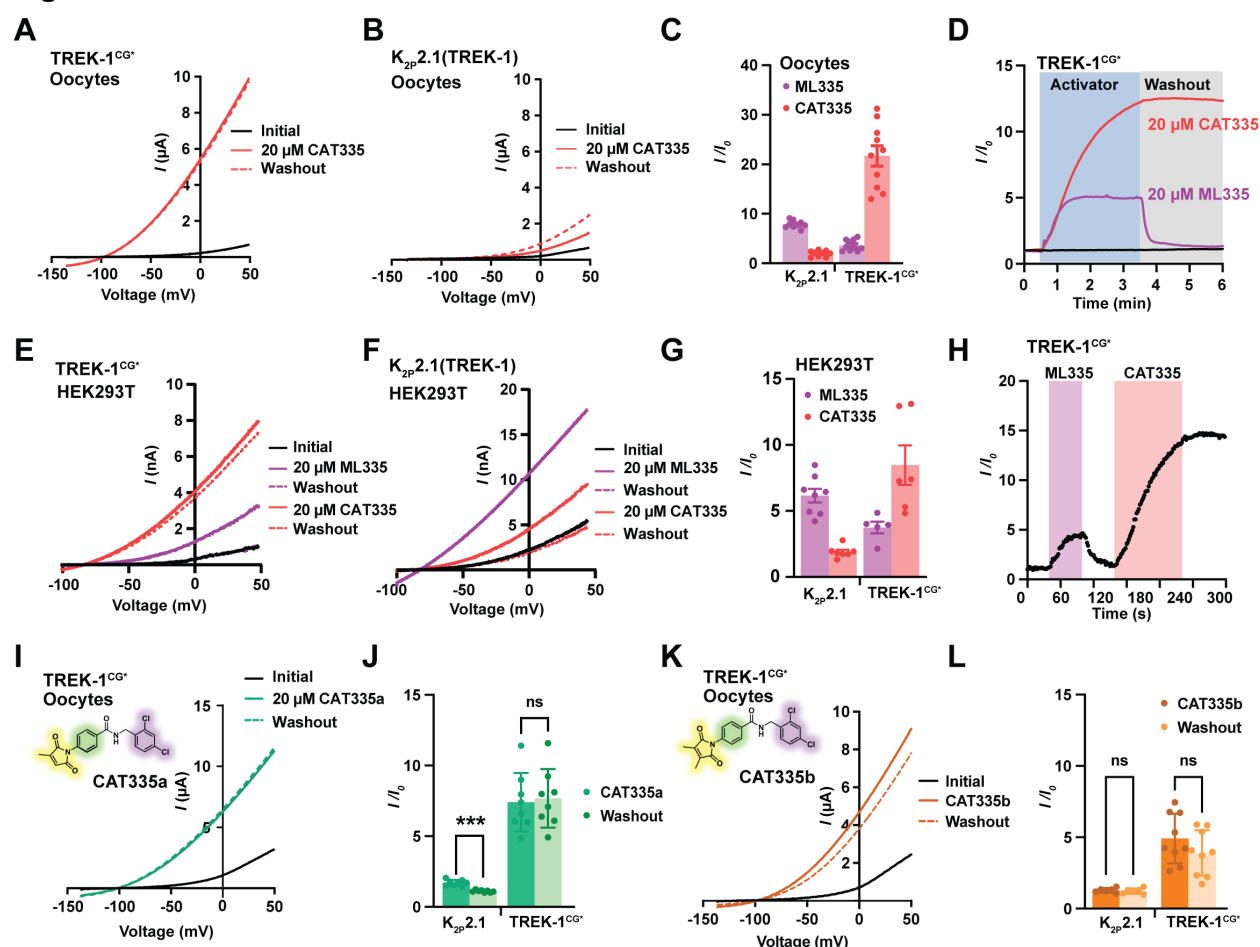 A
TREK-1CG*
Oocytes
I (µA)
10
8
6
4
2
-150
-100
-50
0
50
Voltage (mV)
Initial
20 µM CAT335
Washout
B
K2P2.1(TREK-1)
Oocytes
I (µA)
10
8
6
4
2
-150
-100
-50
0
50
Voltage (mV)
Initial
20 µM CAT335
Washout
C
Oocytes
ML335
CAT335
I /I0
40
30
20
10
0
K2P2.1
TREK-1CG*
D
TREK-1CG*
Activator
Washout
20 µM CAT335
20 µM ML335
I /I0
15
10
5
0
0
1
2
3
4
5
6
Time (min)
E
TREK-1CG*
HEK293T
I (nA)
10
8
6
4
2
-100
-50
0
50
Voltage (mV)
Initial
20 µM ML335
Washout
20 µM CAT335
Washout
F
K2P2.1(TREK-1)
HEK293T
I (nA)
20
15
10
5
-100
-50
0
50
Voltage (mV)
Initial
20 µM ML335
Washout
20 µM CAT335
Washout
G
HEK293T
ML335
CAT335
I /I0
15
10
5
0
K2P2.1
TREK-1CG*
H
TREK-1CG*
ML335
CAT335
I /I0
20
15
10
5
0
0
60
120
180
240
300
Time (s)
I
TREK-1CG*
Oocytes
Initial
20 µM CAT335a
Washout
O
N
O
O
N
H
Cl
Cl
CAT335a
I (µA)
15
10
5
-150
-100
-50
0
50
Voltage (mV)
J
I /I0
15
10
5
0
***
ns
CAT335a
Washout
K2P2.1
TREK-1CG*
K
TREK-1CG*
Oocytes
O
N
O
O
N
H
Cl
Cl
CAT335b
I (µA)
10
8
6
4
2
Initial
CAT335b
Washout
-150
-100
-50
0
50
Voltage (mV)
L
I /I0
15
10
5
0
CAT335b
Washout
ns
ns
K2P2.1
TREK-1CG*